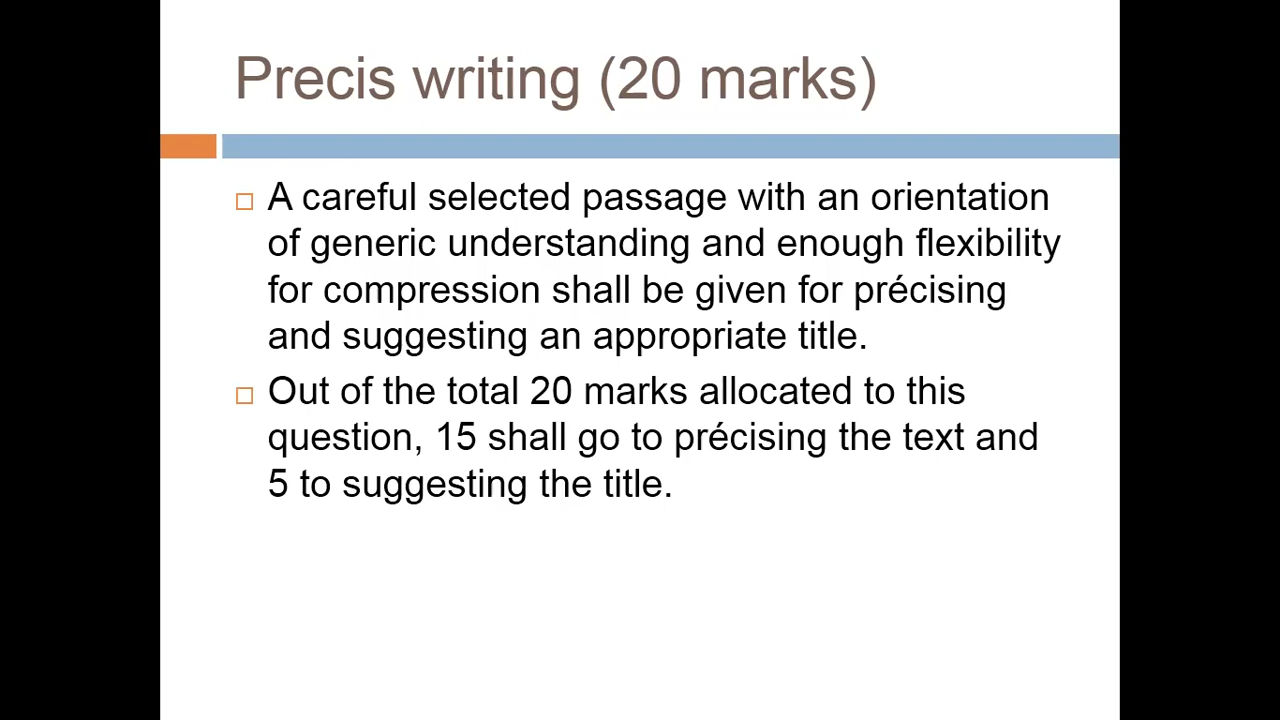 Precis writing (20 marks)
A careful selected passage with an orientation
of generic understanding and enough flexibility
for compression shall be given for précising
and suggesting an appropriate title.
Out of the total 20 marks allocated to this
question, 15 shall go to précising the text and
5 to suggesting the title.